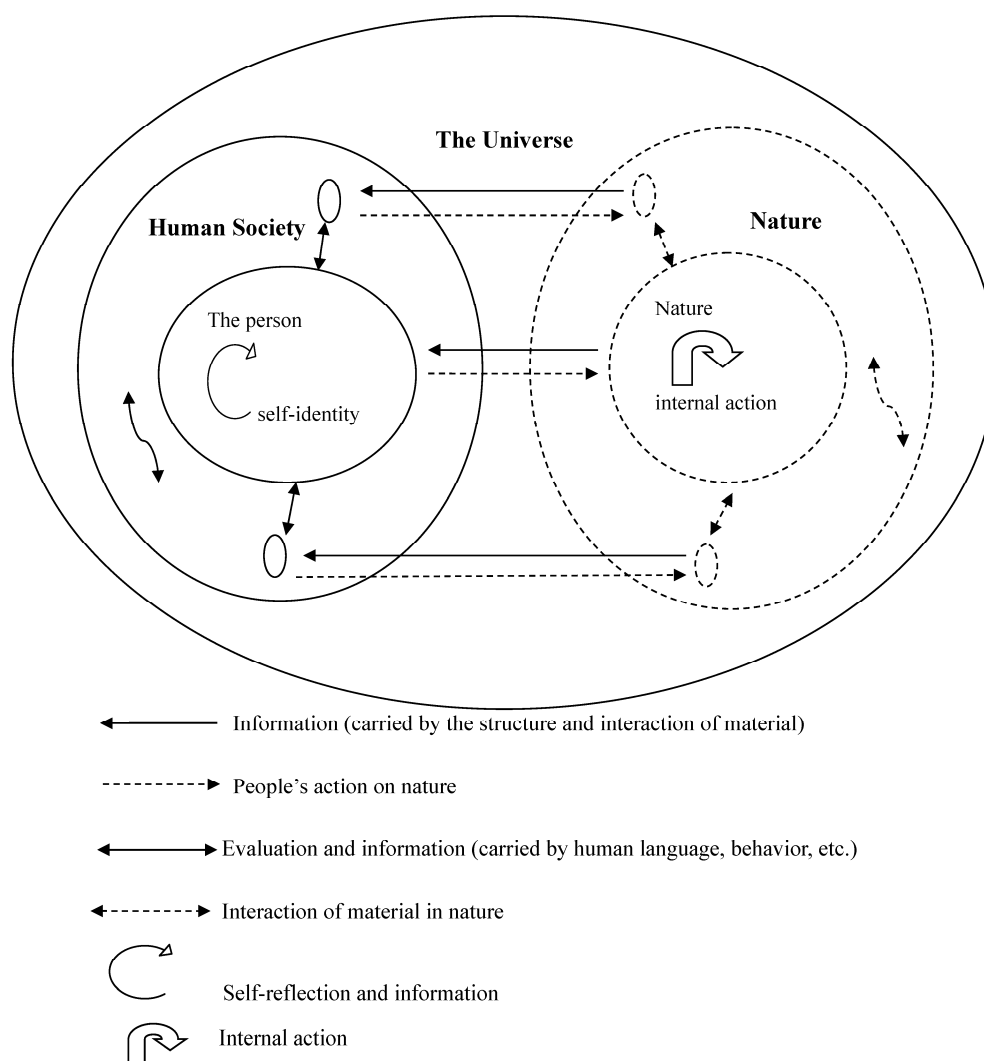 The Universe
Human Society
Nature
The person
self-identity
Nature
internal action
Information (carried by the structure and interaction of material)
People’s action on nature
Evaluation and information (carried by human language, behavior, etc.)
Interaction of material in nature
Self-reflection and information
Internal action